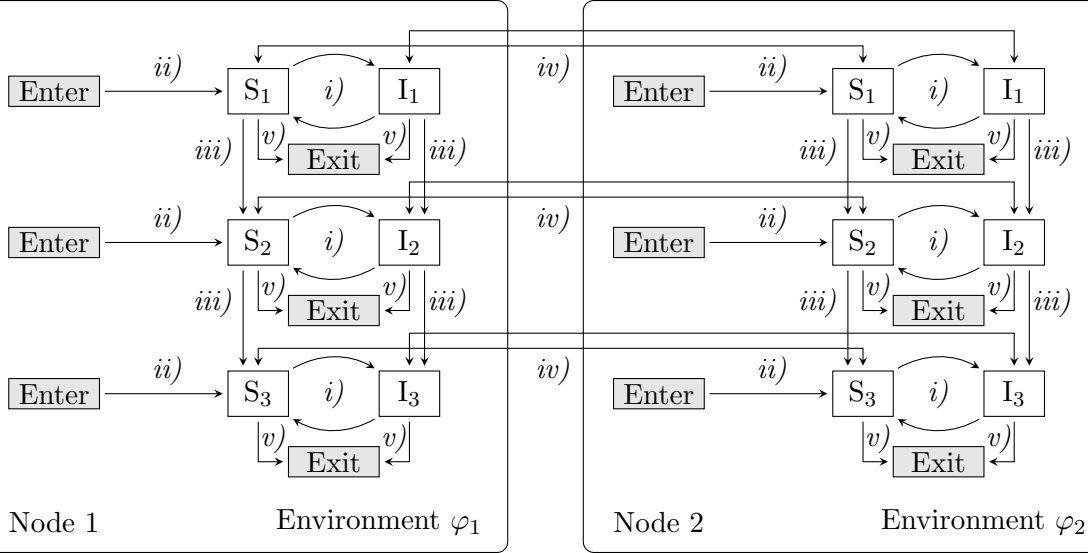 ii) iv) ii)
Enter S₁ i) I₁ Enter S₁ i) I₁
iii) v) v) iii) iii) v) v) iii)
Exit Exit
ii) iv) ii)
Enter S₂ i) I₂ Enter S₂ i) I₂
iii) v) v) iii) iii) v) v) iii)
Exit Exit
ii) iv) ii)
Enter S₃ i) I₃ Enter S₃ i) I₃
v) v) v) v)
Exit Exit
Node 1 Environment φ₁ Node 2 Environment φ₂